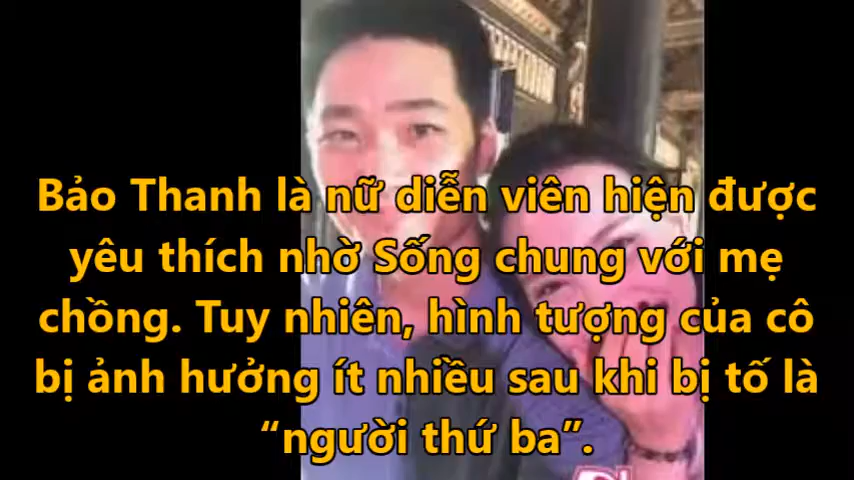 Bảo Thanh là nữ diễn viên hiện được
yêu thích nhờ Sống chung với mẹ
chồng. Tuy nhiên, hình tượng của cô
bị ảnh hưởng ít nhiều sau khi bị tố là
“người thứ ba”.